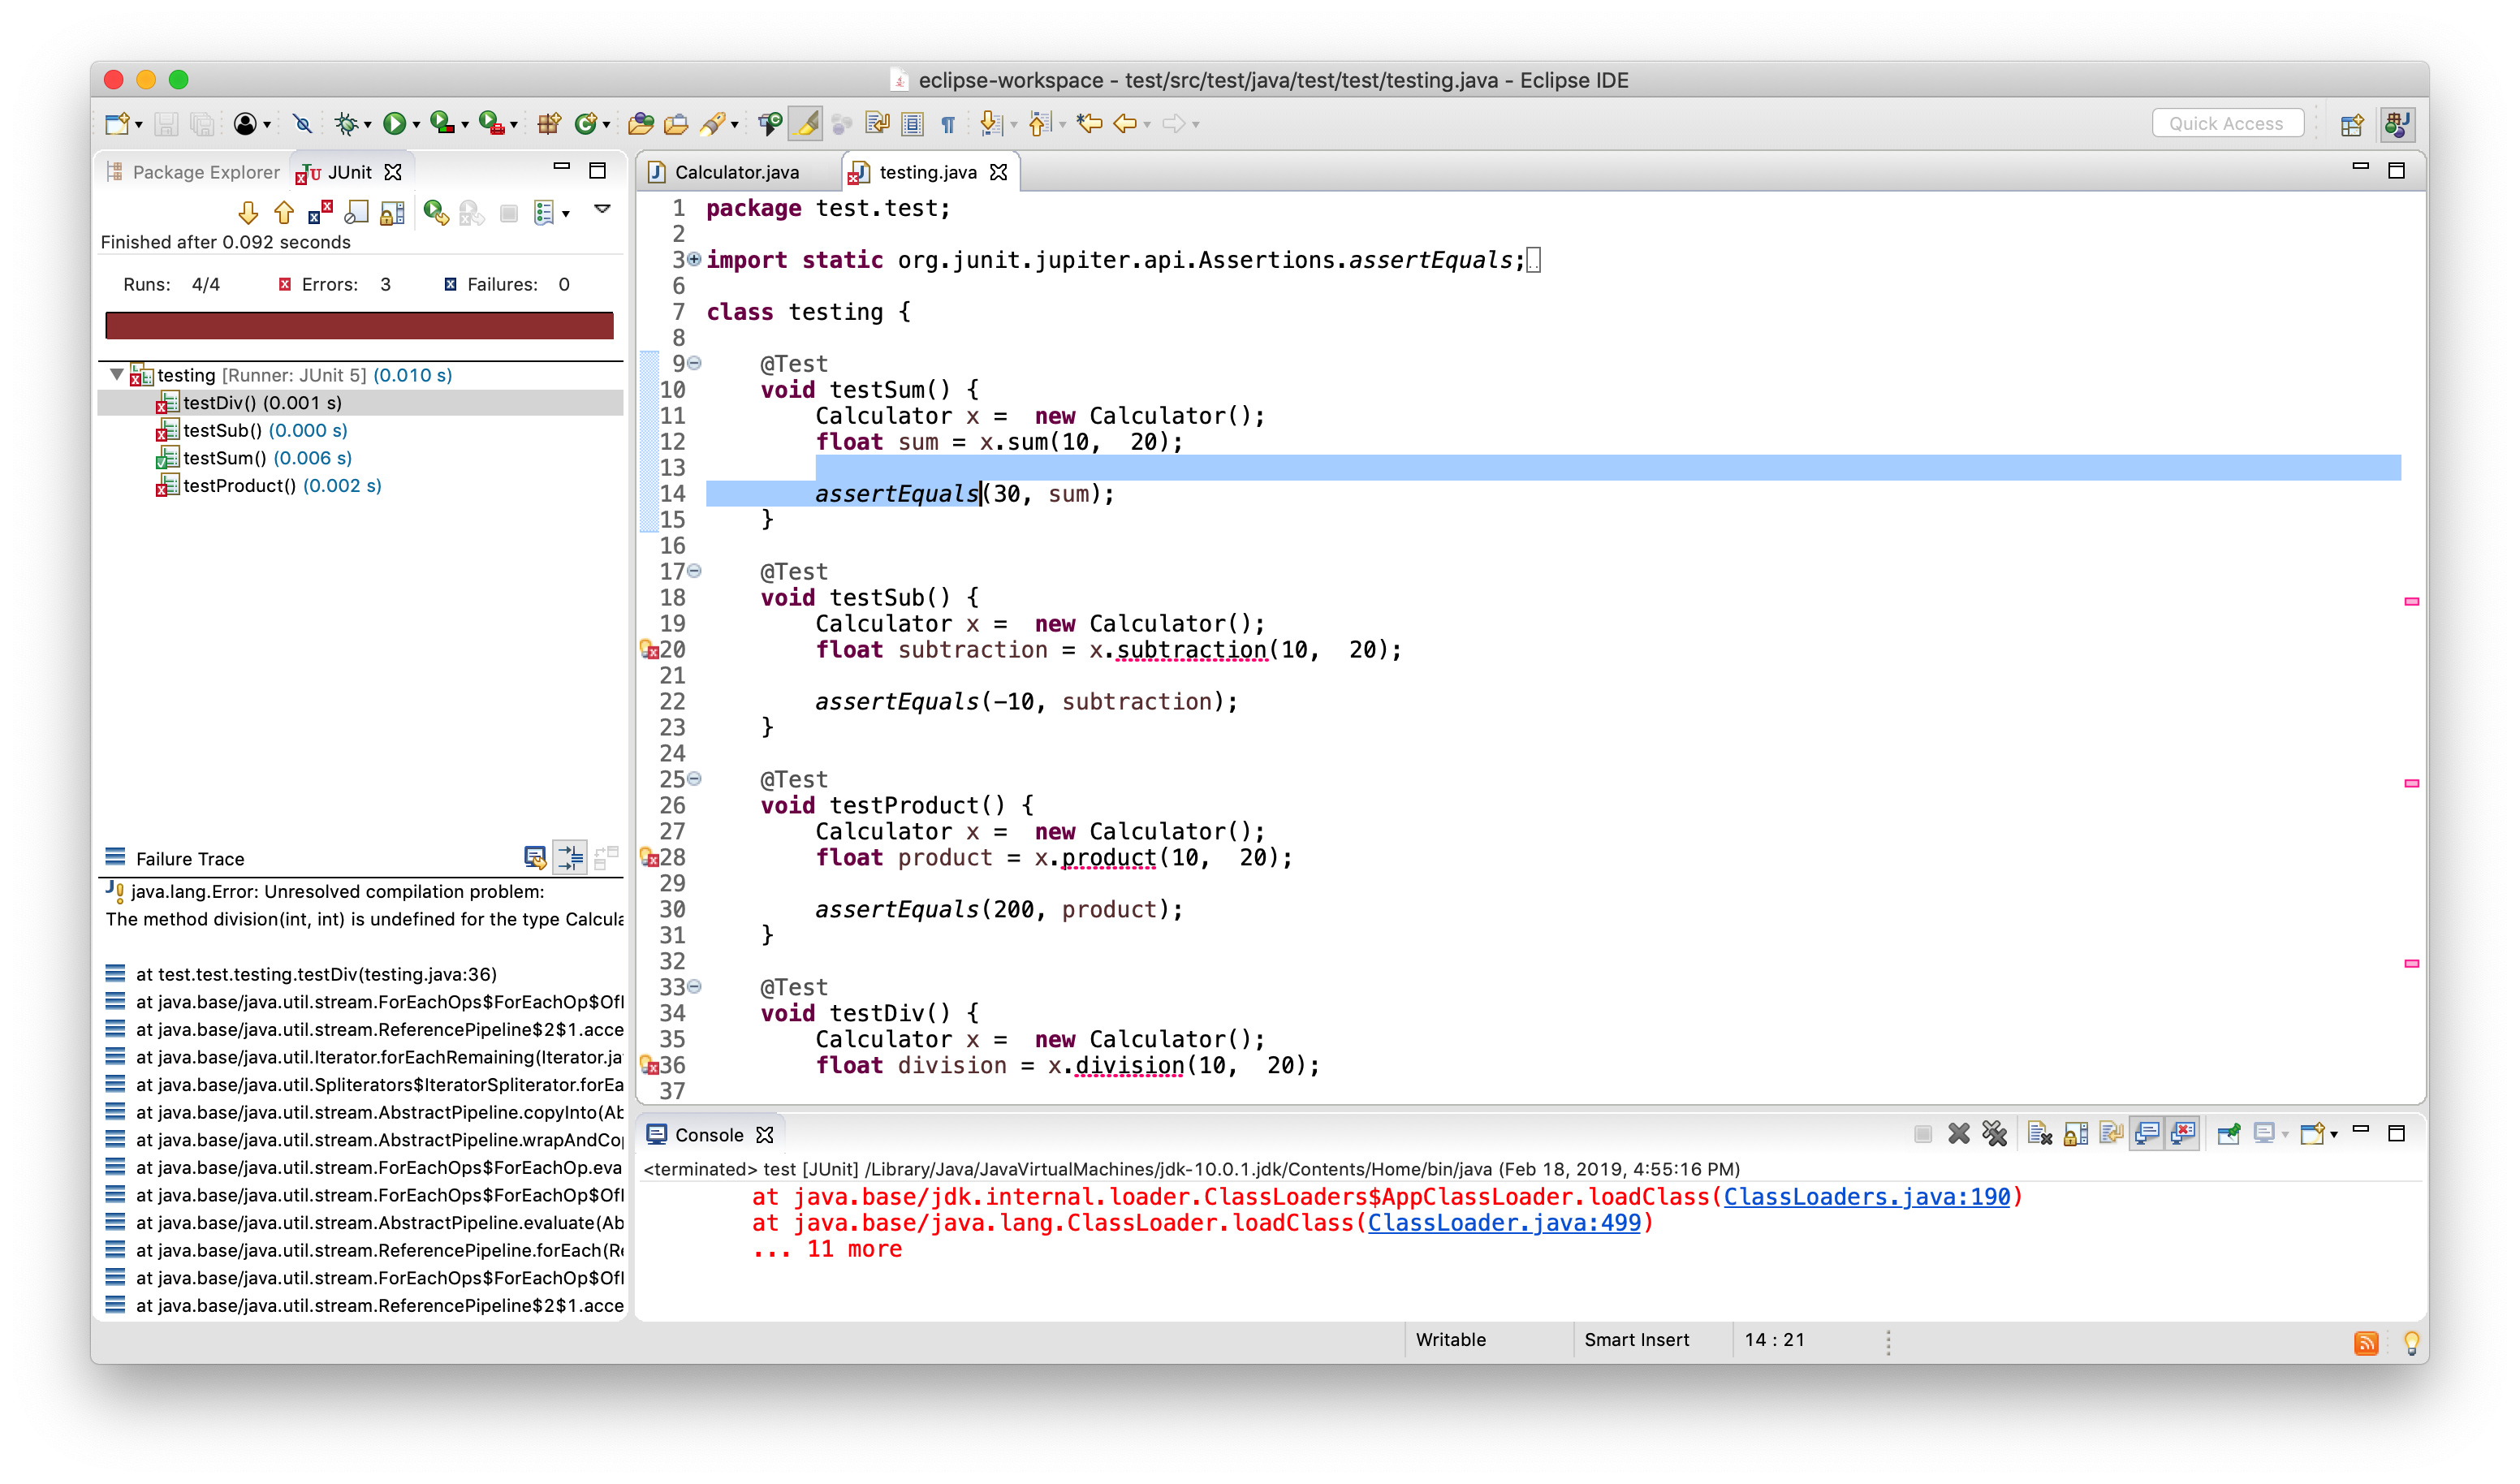 eclipse-workspace - test/src/test/java/test/test/testing.java - Eclipse IDE
Quick Access
Package Explorer
JUnit
Finished after 0.092 seconds
Runs: 4/4
Errors: 3
Failures: 0
testing [Runner: JUnit 5] (0.010 s)
testDiv() (0.001 s)
testSub() (0.000 s)
testSum() (0.006 s)
testProduct() (0.002 s)
Failure Trace
java.lang.Error: Unresolved compilation problem:
The method division(int, int) is undefined for the type Calcula
at test.test.testing.testDiv(testing.java:36)
at java.base/java.util.stream.ForEachOps$ForEachOp$Of
at java.base/java.util.stream.ReferencePipeline$2$1.acce
at java.base/java.util.Iterator.forEachRemaining(Iterator.ja
at java.base/java.util.Spliterators$IteratorSpliterator.forEa
at java.base/java.util.stream.AbstractPipeline.copyInto(Ab
at java.base/java.util.stream.AbstractPipeline.wrapAndCo
at java.base/java.util.stream.ForEachOps$ForEachOp.eva
at java.base/java.util.stream.ForEachOps$ForEachOp$Of
at java.base/java.util.stream.AbstractPipeline.evaluate(Ab
at java.base/java.util.stream.ReferencePipeline.forEach(Re
at java.base/java.util.stream.ForEachOps$ForEachOp$Of
at java.base/java.util.stream.ReferencePipeline$2$1.acce
Calculator.java
testing.java
1 package test.test;
2
3 import static org.junit.jupiter.api.Assertions.assertEquals;
6
7 class testing {
8
9 @Test
10 void testSum() {
11 Calculator x = new Calculator();
12 float sum = x.sum(10, 20);
13
14 assertEquals(30, sum);
15 }
16
17 @Test
18 void testSub() {
19 Calculator x = new Calculator();
20 float subtraction = x.subtraction(10, 20);
21
22 assertEquals(-10, subtraction);
23 }
24
25 @Test
26 void testProduct() {
27 Calculator x = new Calculator();
28 float product = x.product(10, 20);
29
30 assertEquals(200, product);
31 }
32
33 @Test
34 void testDiv() {
35 Calculator x = new Calculator();
36 float division = x.division(10, 20);
37
Console
<terminated> test [JUnit] /Library/Java/JavaVirtualMachines/jdk-10.0.1.jdk/Contents/Home/bin/java (Feb 18, 2019, 4:55:16 PM)
at java.base/jdk.internal.loader.ClassLoaders$AppClassLoader.loadClass(ClassLoaders.java:190)
at java.base/java.lang.ClassLoader.loadClass(ClassLoader.java:499)
... 11 more
Writable
Smart Insert
14 : 21